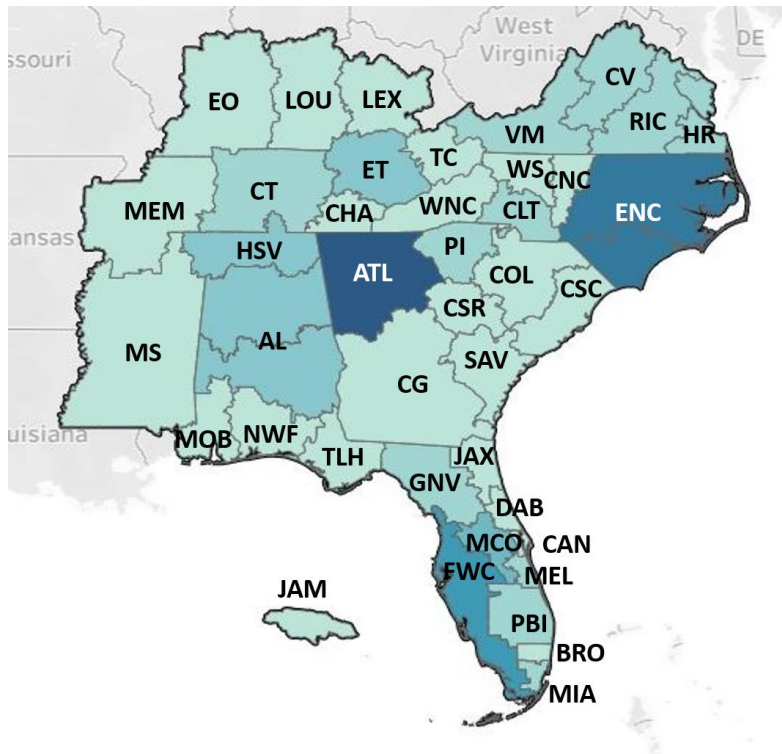 West
Virginia
DE
ssouri
CV
EO
LOU
LEX
VM
RIC
HR
TC
ET
WS
CNC
CT
MEM
CHA
WNC
CLT
ENC
ansas
HSV
PI
ATL
COL
CSR
CSC
AL
MS
SAV
CG
uisiana
MOB
NWF
TLH
JAX
GNV
DAB
MCO
CAN
FWC
MEL
JAM
PBI
BRO
MIA